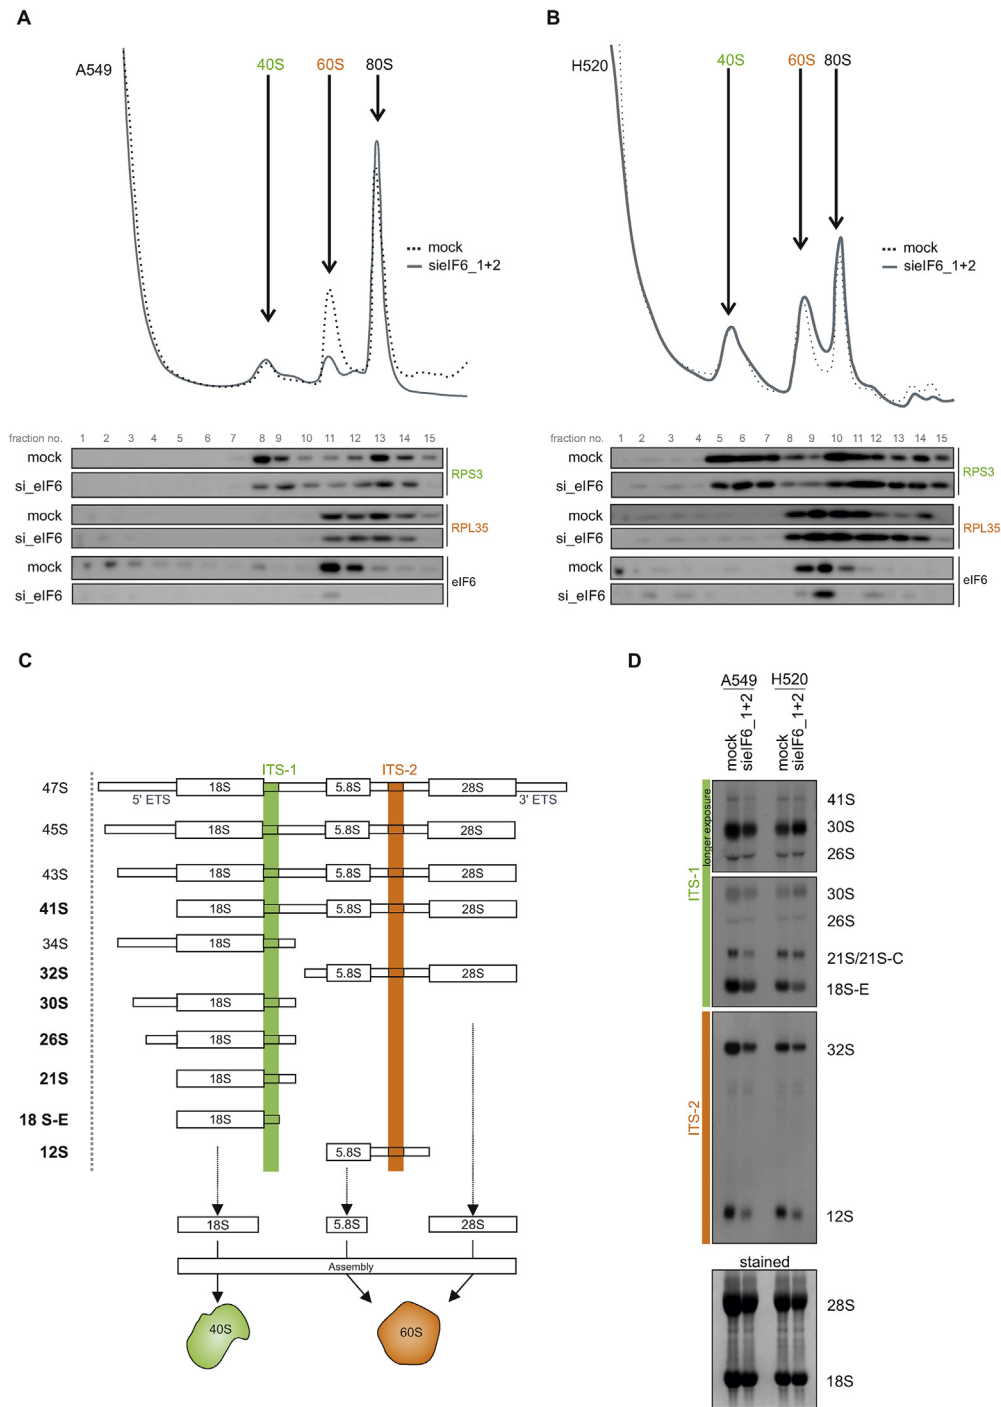 A
A549
40S
60S
80S
mock
sieIF6_1+2
fraction no. 1 2 3 4 5 6 7 8 9 10 11 12 13 14 15
mock
si_eIF6
RPS3
mock
si_eIF6
RPL35
mock
si_eIF6
eIF6
B
H520
40S
60S
80S
mock
sieIF6_1+2
fraction no. 1 2 3 4 5 6 7 8 9 10 11 12 13 14 15
mock
si_eIF6
RPS3
mock
si_eIF6
RPL35
mock
si_eIF6
eIF6
C
ITS-1
ITS-2
47S 18S 5.8S 28S
5' ETS 3' ETS
45S 18S 5.8S 28S
43S 18S 5.8S 28S
41S 18S 5.8S 28S
34S 18S
32S 5.8S 28S
30S 18S
26S 18S
21S 18S
18 S-E 18S
12S 5.8S
18S 5.8S 28S
Assembly
40S 60S
D
A549 H520
mock
sieIF6_1+2
mock
sieIF6_1+2
ITS-1
longer exposure
41S
30S
26S
30S
26S
21S/21S-C
18S-E
ITS-2
32S
12S
stained
28S
18S